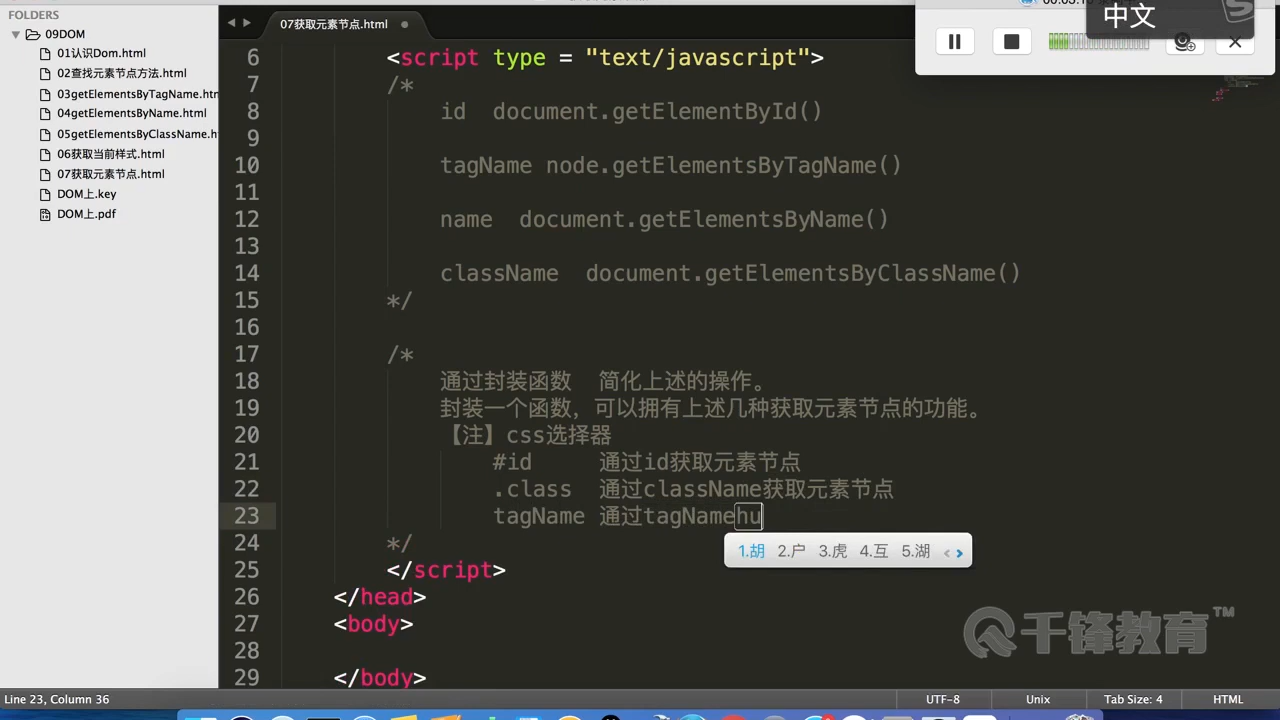 FOLDERS
09DOM
01认识Dom.html
02查找元素节点方法.html
03getElementsByTagName.htm
04getElementsByName.html
05getElementsByClassName.h
06获取当前样式.html
07获取元素节点.html
DOM上.key
DOM上.pdf
07获取元素节点.html
中文
6 <script type = "text/javascript">
7 /*
8 id document.getElementById()
9
10 tagName node.getElementsByTagName()
11
12 name document.getElementsByName()
13
14 className document.getElementsByClassName()
15 */
16
17 /*
18 通过封装函数 简化上述的操作。
19 封装一个函数，可以拥有上述几种获取元素节点的功能。
20 【注】css选择器
21 #id 通过id获取元素节点
22 .class 通过className获取元素节点
23 tagName 通过tagNamehu
1.胡 2.户 3.虎 4.互 5.湖
24 */
25 </script>
26 </head>
27 <body>
28
29 </body>
千锋教育™
Line 23, Column 36
UTF-8
Unix
Tab Size: 4
HTML